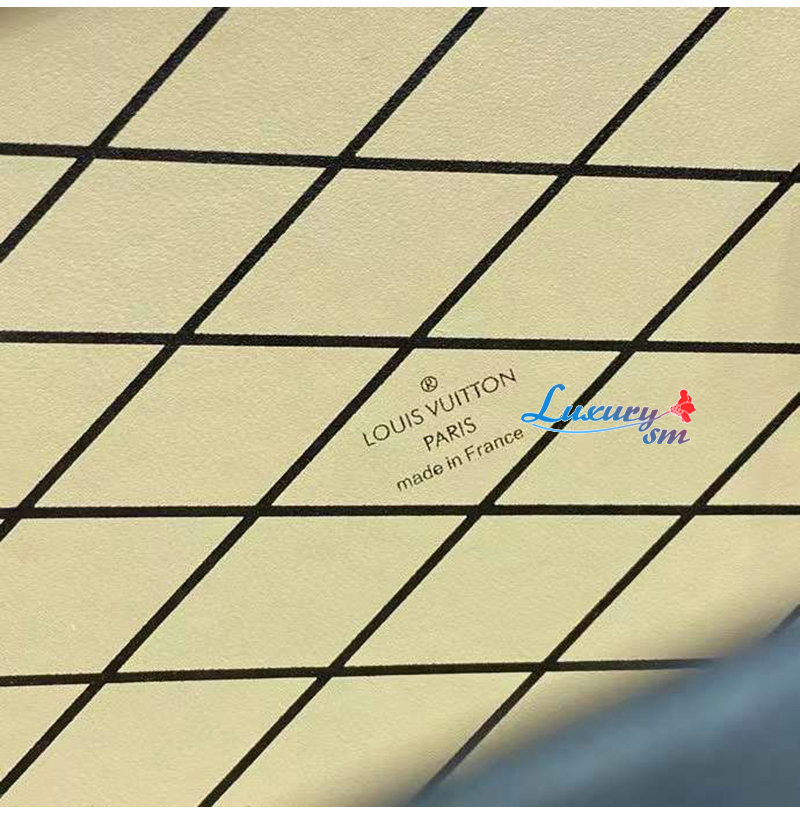 ®
LOUIS VUITTON
PARIS
made in France
Luxury
sm